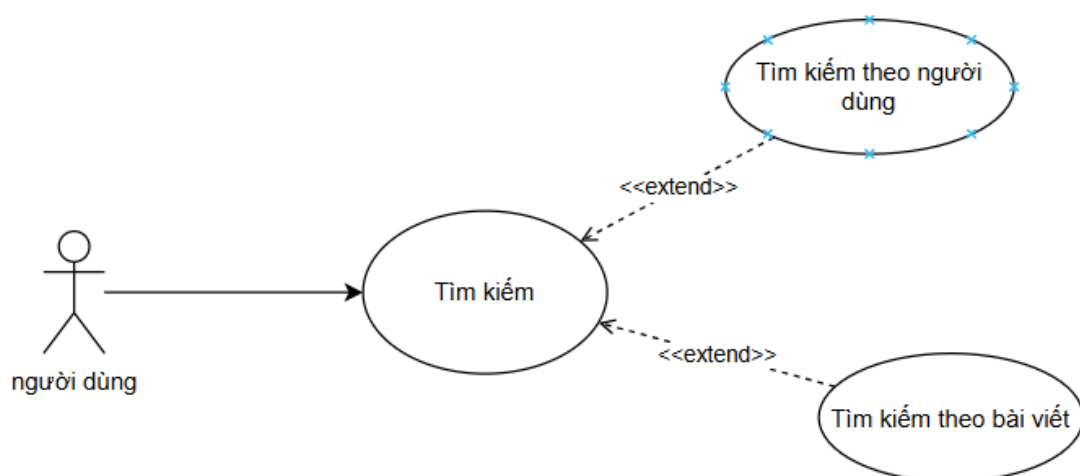 Tìm kiếm theo người
dùng
<<extend>>
Tìm kiếm
<<extend>>
người dùng
Tìm kiếm theo bài viết